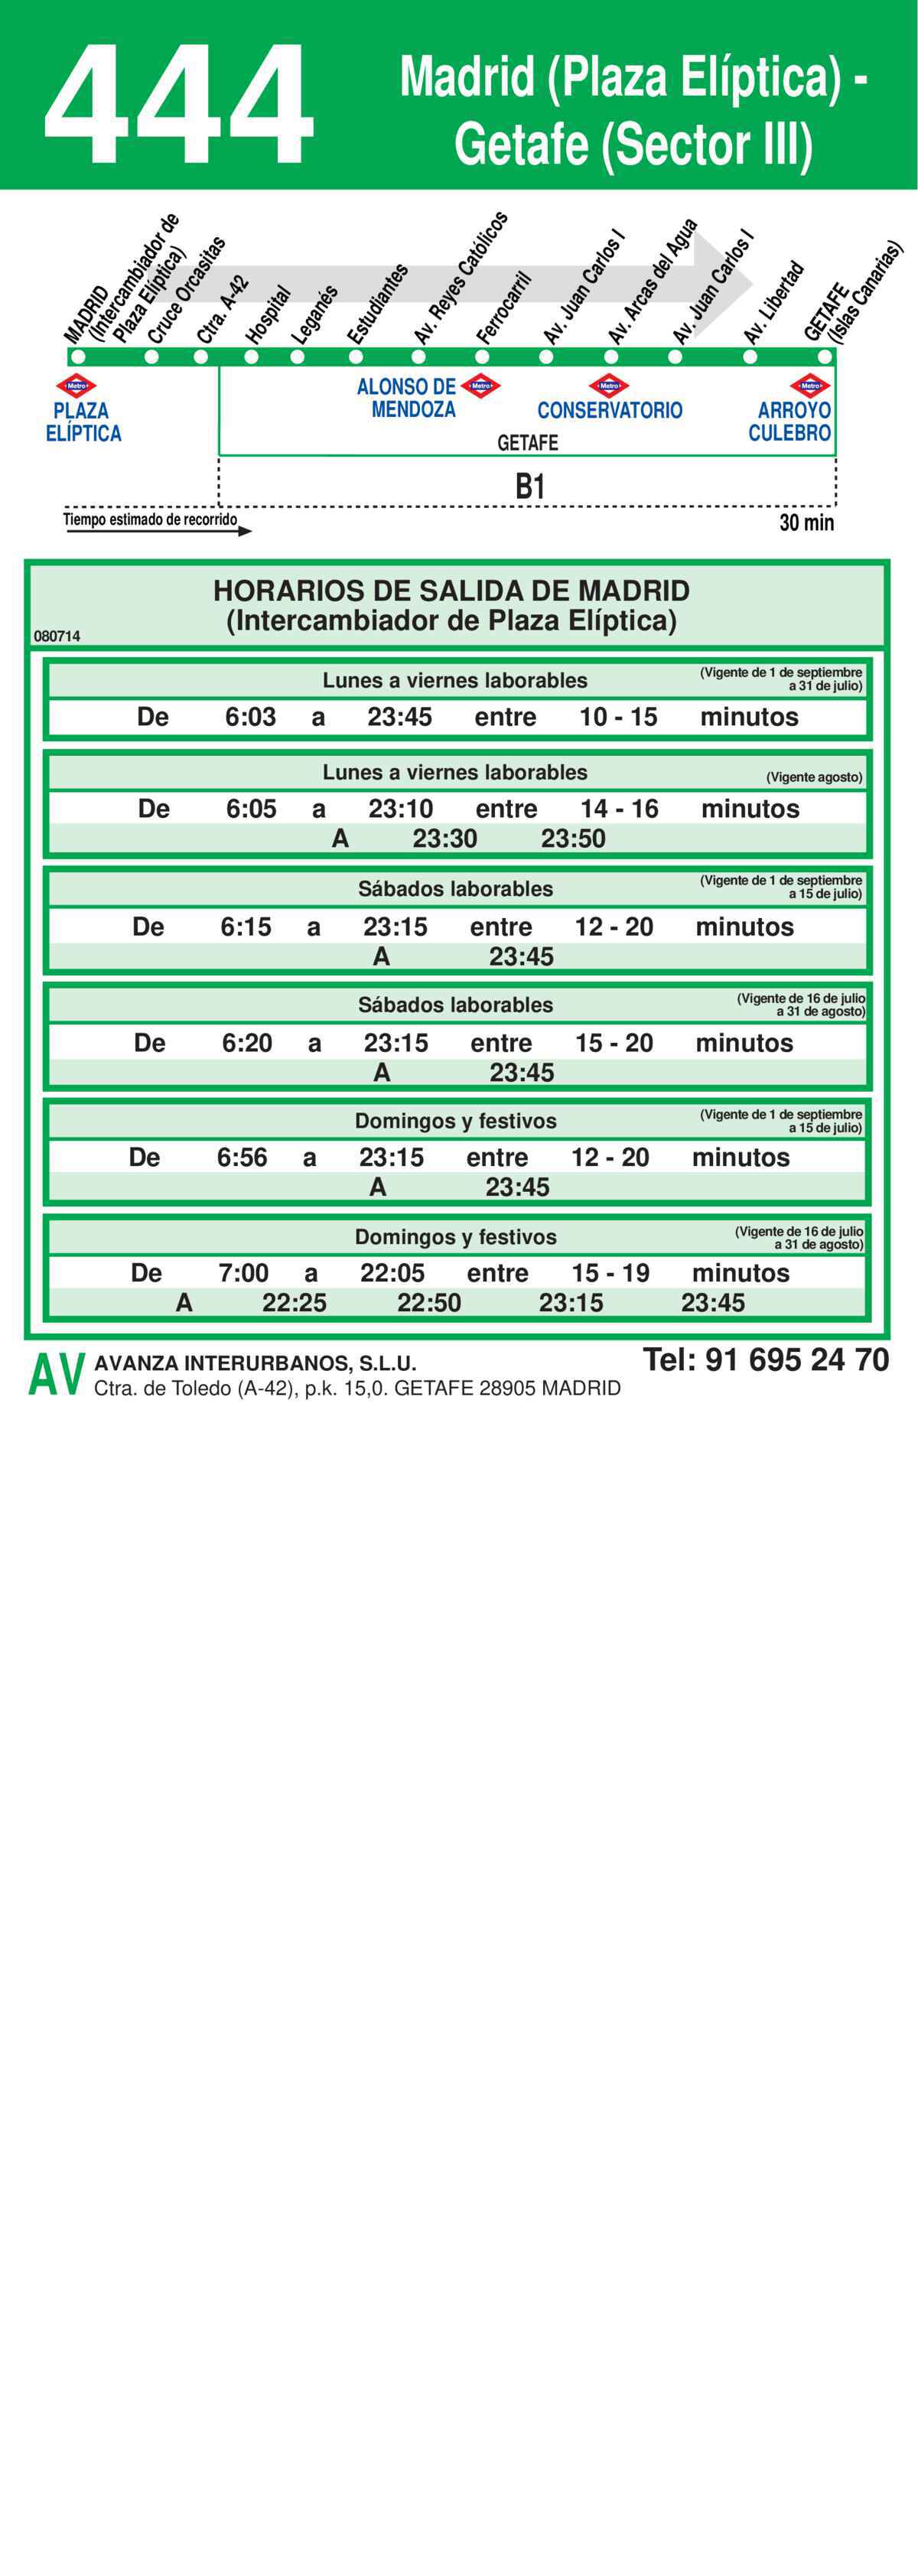 444
Madrid (Plaza Elíptica) -
Getafe (Sector III)
MADRID
(Intercambiador de
Plaza Elíptica)
Cruce Orcasitas
Ctra. A-42
Hospital
Leganés
Estudiantes
Av. Reyes Católicos
Ferrocarril
Av. Juan Carlos I
Av. Arcas del Agua
Av. Juan Carlos I
Av. Libertad
GETAFE
(Islas Canarias)
Metro
PLAZA
ELÍPTICA
ALONSO DE
MENDOZA
Metro
Metro
CONSERVATORIO
Metro
ARROYO
CULEBRO
GETAFE
B1
Tiempo estimado de recorrido
30 min
HORARIOS DE SALIDA DE MADRID
(Intercambiador de Plaza Elíptica)
080714
Lunes a viernes laborables
(Vigente de 1 de septiembre
a 31 de julio)
De 6:03 a 23:45 entre 10 - 15 minutos
Lunes a viernes laborables
(Vigente agosto)
De 6:05 a 23:10 entre 14 - 16 minutos
A 23:30 23:50
Sábados laborables
(Vigente de 1 de septiembre
a 15 de julio)
De 6:15 a 23:15 entre 12 - 20 minutos
A 23:45
Sábados laborables
(Vigente de 16 de julio
a 31 de agosto)
De 6:20 a 23:15 entre 15 - 20 minutos
A 23:45
Domingos y festivos
(Vigente de 1 de septiembre
a 15 de julio)
De 6:56 a 23:15 entre 12 - 20 minutos
A 23:45
Domingos y festivos
(Vigente de 16 de julio
a 31 de agosto)
De 7:00 a 22:05 entre 15 - 19 minutos
A 22:25 22:50 23:15 23:45
AV
AVANZA INTERURBANOS, S.L.U.
Ctra. de Toledo (A-42), p.k. 15,0. GETAFE 28905 MADRID
Tel: 91 695 24 70